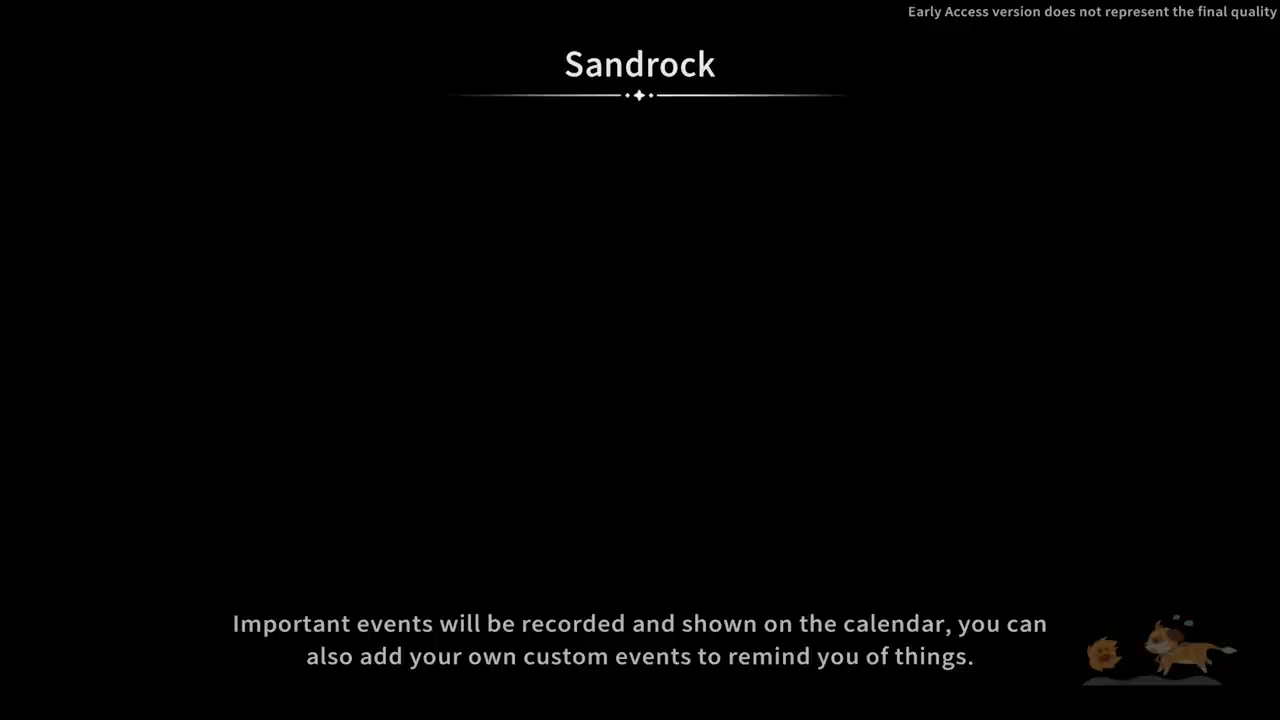 Early Access version does not represent the final quality
Sandrock
Important events will be recorded and shown on the calendar, you can
also add your own custom events to remind you of things.